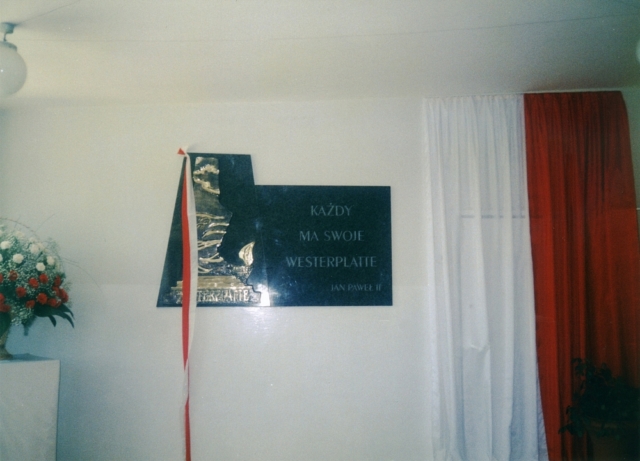 KAŻDY
MA SWOJE
WESTERPLATTE
JAN PAWEŁ II